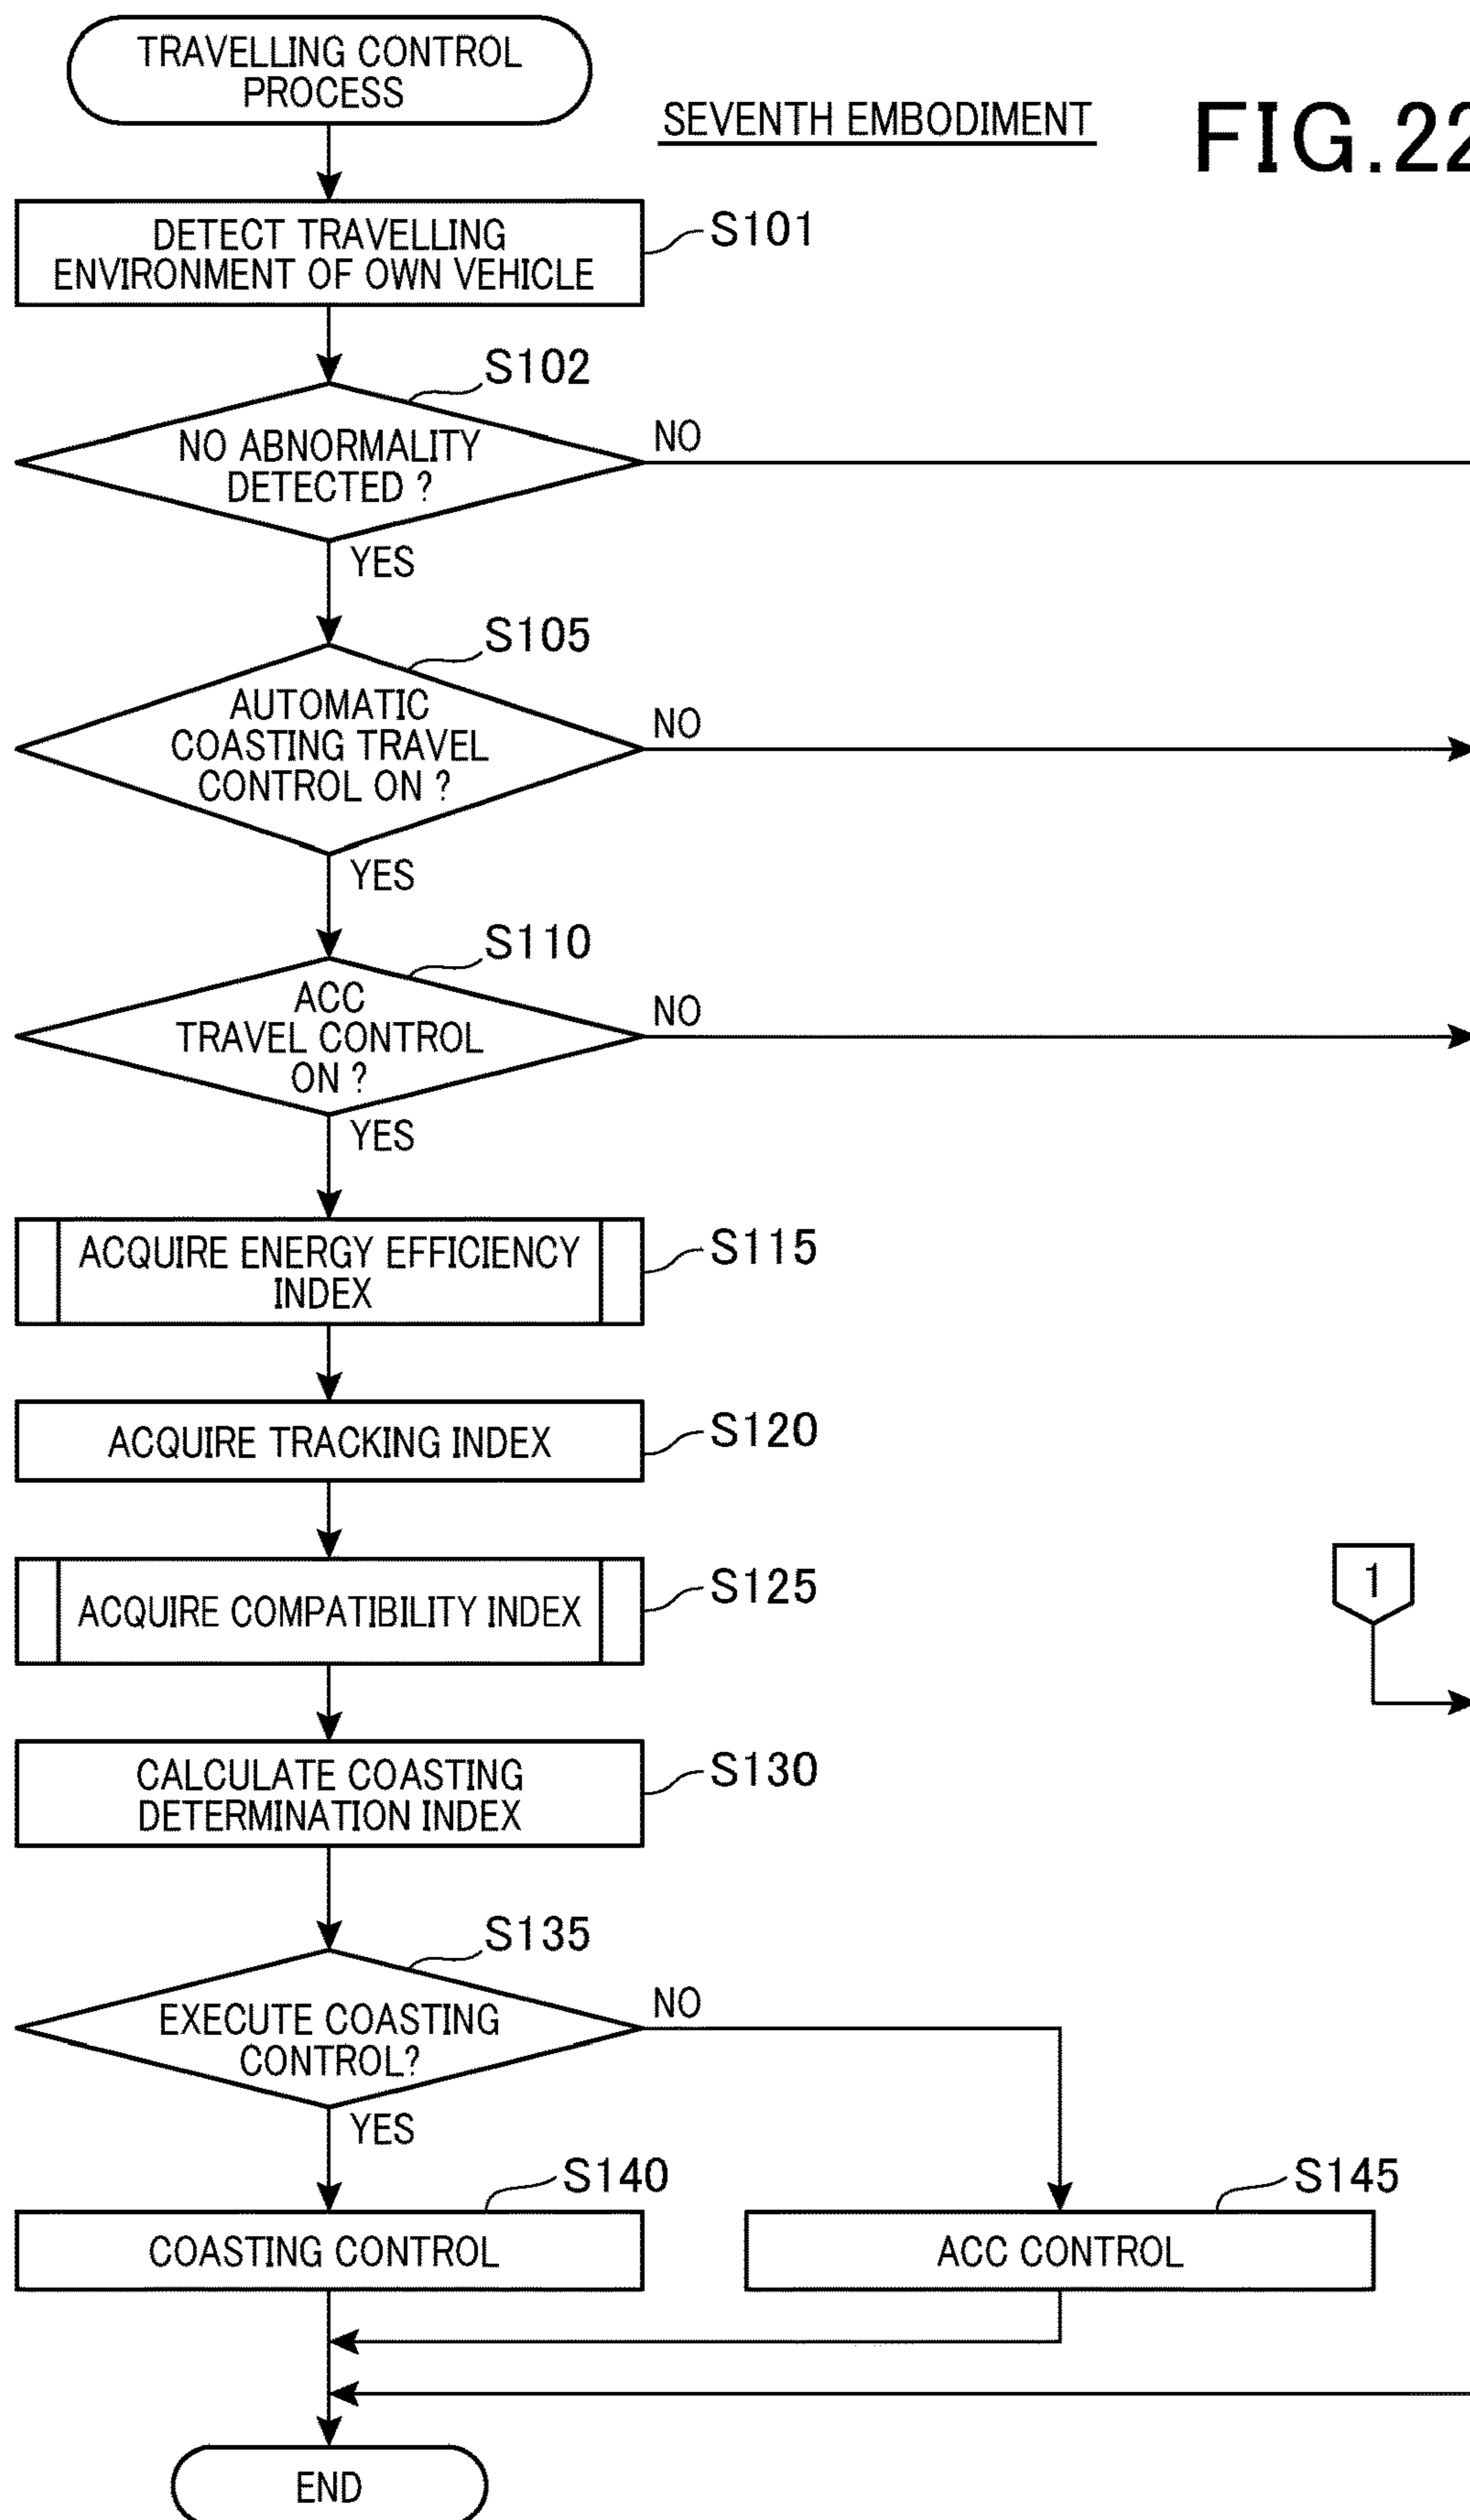 TRAVELLING CONTROL
PROCESS
SEVENTH EMBODIMENT
FIG.22
DETECT TRAVELLING
ENVIRONMENT OF OWN VEHICLE
S101
S102
NO ABNORMALITY
DETECTED ?
NO
YES
S105
AUTOMATIC
COASTING TRAVEL
CONTROL ON ?
NO
YES
S110
ACC
TRAVEL CONTROL
ON ?
NO
YES
ACQUIRE ENERGY EFFICIENCY
INDEX
S115
ACQUIRE TRACKING INDEX
S120
ACQUIRE COMPATIBILITY INDEX
S125
1
CALCULATE COASTING
DETERMINATION INDEX
S130
S135
EXECUTE COASTING
CONTROL?
NO
YES
S140
COASTING CONTROL
S145
ACC CONTROL
END